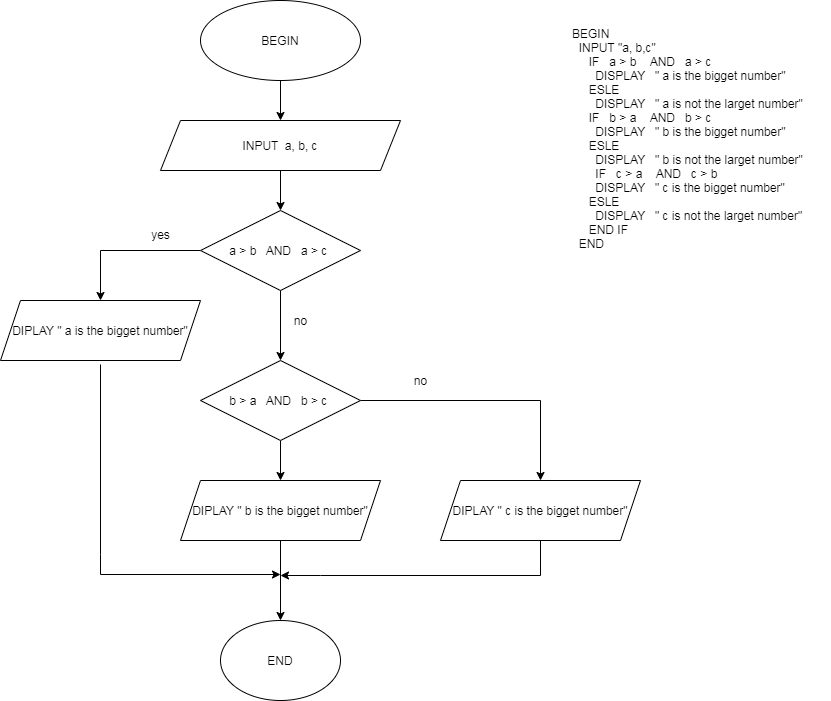 BEGIN
INPUT a, b, c
yes
a > b AND a > c
DIPLAY " a is the bigget number"
no
no
b > a AND b > c
DIPLAY " b is the bigget number"
DIPLAY " c is the bigget number"
END
BEGIN
INPUT "a, b,c"
IF a > b AND a > c
DISPLAY " a is the bigget number"
ESLE
DISPLAY " a is not the larget number"
IF b > a AND b > c
DISPLAY " b is the bigget number"
ESLE
DISPLAY " b is not the larget number"
IF c > a AND c > b
DISPLAY " c is the bigget number"
ESLE
DISPLAY " c is not the larget number"
END IF
END